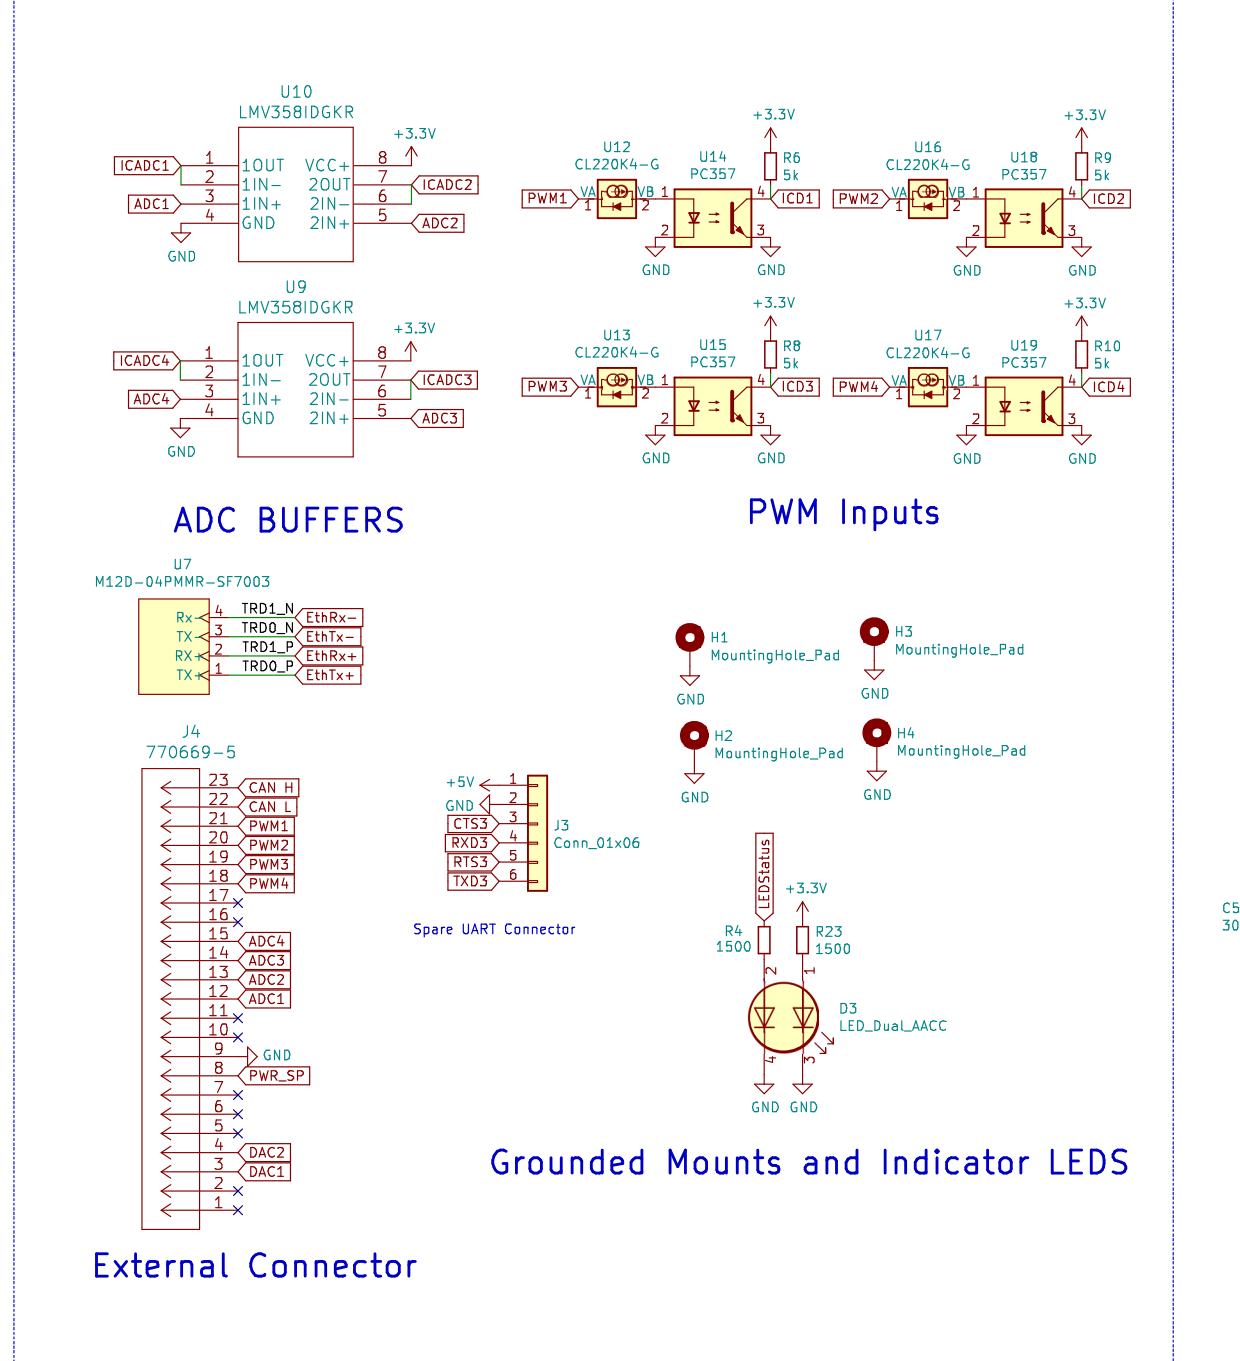 U10
LMV358IDGKR
+3.3V
ICADC1
1 1OUT VCC+ 8
2 1IN- 2OUT 7 ICADC2
ADC1 3 1IN+ 2IN- 6
4 GND 2IN+ 5 ADC2
GND
U9
LMV358IDGKR
+3.3V
ICADC4
1 1OUT VCC+ 8
2 1IN- 2OUT 7 ICADC3
ADC4 3 1IN+ 2IN- 6
4 GND 2IN+ 5 ADC3
GND
ADC BUFFERS
+3.3V
U12
CL220K4-G
U14
PC357
R6
5k
PWM1 VA 1 VB 2 1 4 ICD1
2 3
GND GND
+3.3V
U16
CL220K4-G
U18
PC357
R9
5k
PWM2 VA 1 VB 2 1 4 ICD2
2 3
GND GND
+3.3V
U13
CL220K4-G
U15
PC357
R8
5k
PWM3 VA 1 VB 2 1 4 ICD3
2 3
GND GND
+3.3V
U17
CL220K4-G
U19
PC357
R10
5k
PWM4 VA 1 VB 2 1 4 ICD4
2 3
GND GND
PWM Inputs
U7
M12D-04PMMR-SF7003
Rx- 4 TRD1_N EthRx-
TX- 3 TRD0_N EthTx-
RX+ 2 TRD1_P EthRx+
TX+ 1 TRD0_P EthTx+
J4
770669-5
23 CAN H
22 CAN L
21 PWM1
20 PWM2
19 PWM3
18 PWM4
17
16
15 ADC4
14 ADC3
13 ADC2
12 ADC1
11
10
9 GND
8 PWR_SP
7
6
5
4 DAC2
3 DAC1
2
1
External Connector
+5V 1
GND 2
CTS3 3
RXD3 4
RTS3 5
TXD3 6
J3
Conn_01x06
Spare UART Connector
H1
MountingHole_Pad
GND
H3
MountingHole_Pad
GND
H2
MountingHole_Pad
GND
H4
MountingHole_Pad
GND
LEDStatus
+3.3V
R4
1500
R23
1500
2 1
D3
LED_Dual_AACC
4 3
GND GND
Grounded Mounts and Indicator LEDS
C5
30